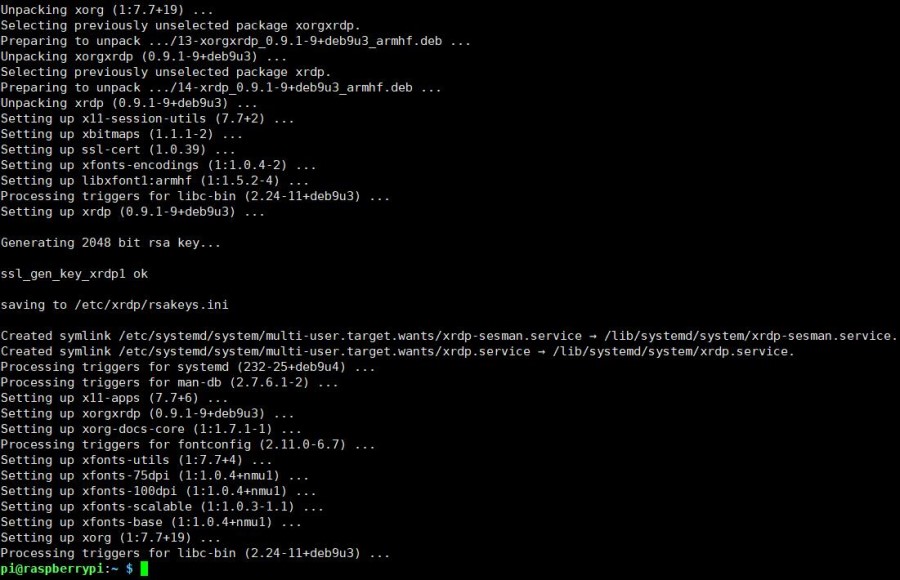 Unpacking xorg (1:7.7+19) ...
Selecting previously unselected package xorgxrdp.
Preparing to unpack .../13-xorgxrdp_0.9.1-9+deb9u3_armhf.deb ...
Unpacking xorgxrdp (0.9.1-9+deb9u3) ...
Selecting previously unselected package xrdp.
Preparing to unpack .../14-xrdp_0.9.1-9+deb9u3_armhf.deb ...
Unpacking xrdp (0.9.1-9+deb9u3) ...
Setting up x11-session-utils (7.7+2) ...
Setting up xbitmaps (1.1.1-2) ...
Setting up ssl-cert (1.0.39) ...
Setting up xfonts-encodings (1:1.0.4-2) ...
Setting up libxfont1:armhf (1:1.5.2-4) ...
Processing triggers for libc-bin (2.24-11+deb9u3) ...
Setting up xrdp (0.9.1-9+deb9u3) ...
Generating 2048 bit rsa key...
ssl_gen_key_xrdp1 ok
saving to /etc/xrdp/rsakeys.ini
Created symlink /etc/systemd/system/multi-user.target.wants/xrdp-sesman.service → /lib/systemd/system/xrdp-sesman.service.
Created symlink /etc/systemd/system/multi-user.target.wants/xrdp.service → /lib/systemd/system/xrdp.service.
Processing triggers for systemd (232-25+deb9u4) ...
Processing triggers for man-db (2.7.6.1-2) ...
Setting up x11-apps (7.7+6) ...
Setting up xorgxrdp (0.9.1-9+deb9u3) ...
Setting up xorg-docs-core (1:1.7.1-1) ...
Processing triggers for fontconfig (2.11.0-6.7) ...
Setting up xfonts-utils (1:7.7+4) ...
Setting up xfonts-75dpi (1:1.0.4+nmu1) ...
Setting up xfonts-100dpi (1:1.0.4+nmu1) ...
Setting up xfonts-scalable (1:1.0.3-1.1) ...
Setting up xfonts-base (1:1.0.4+nmu1) ...
Setting up xorg (1:7.7+19) ...
Processing triggers for libc-bin (2.24-11+deb9u3) ...
pi@raspberrypi:~ $